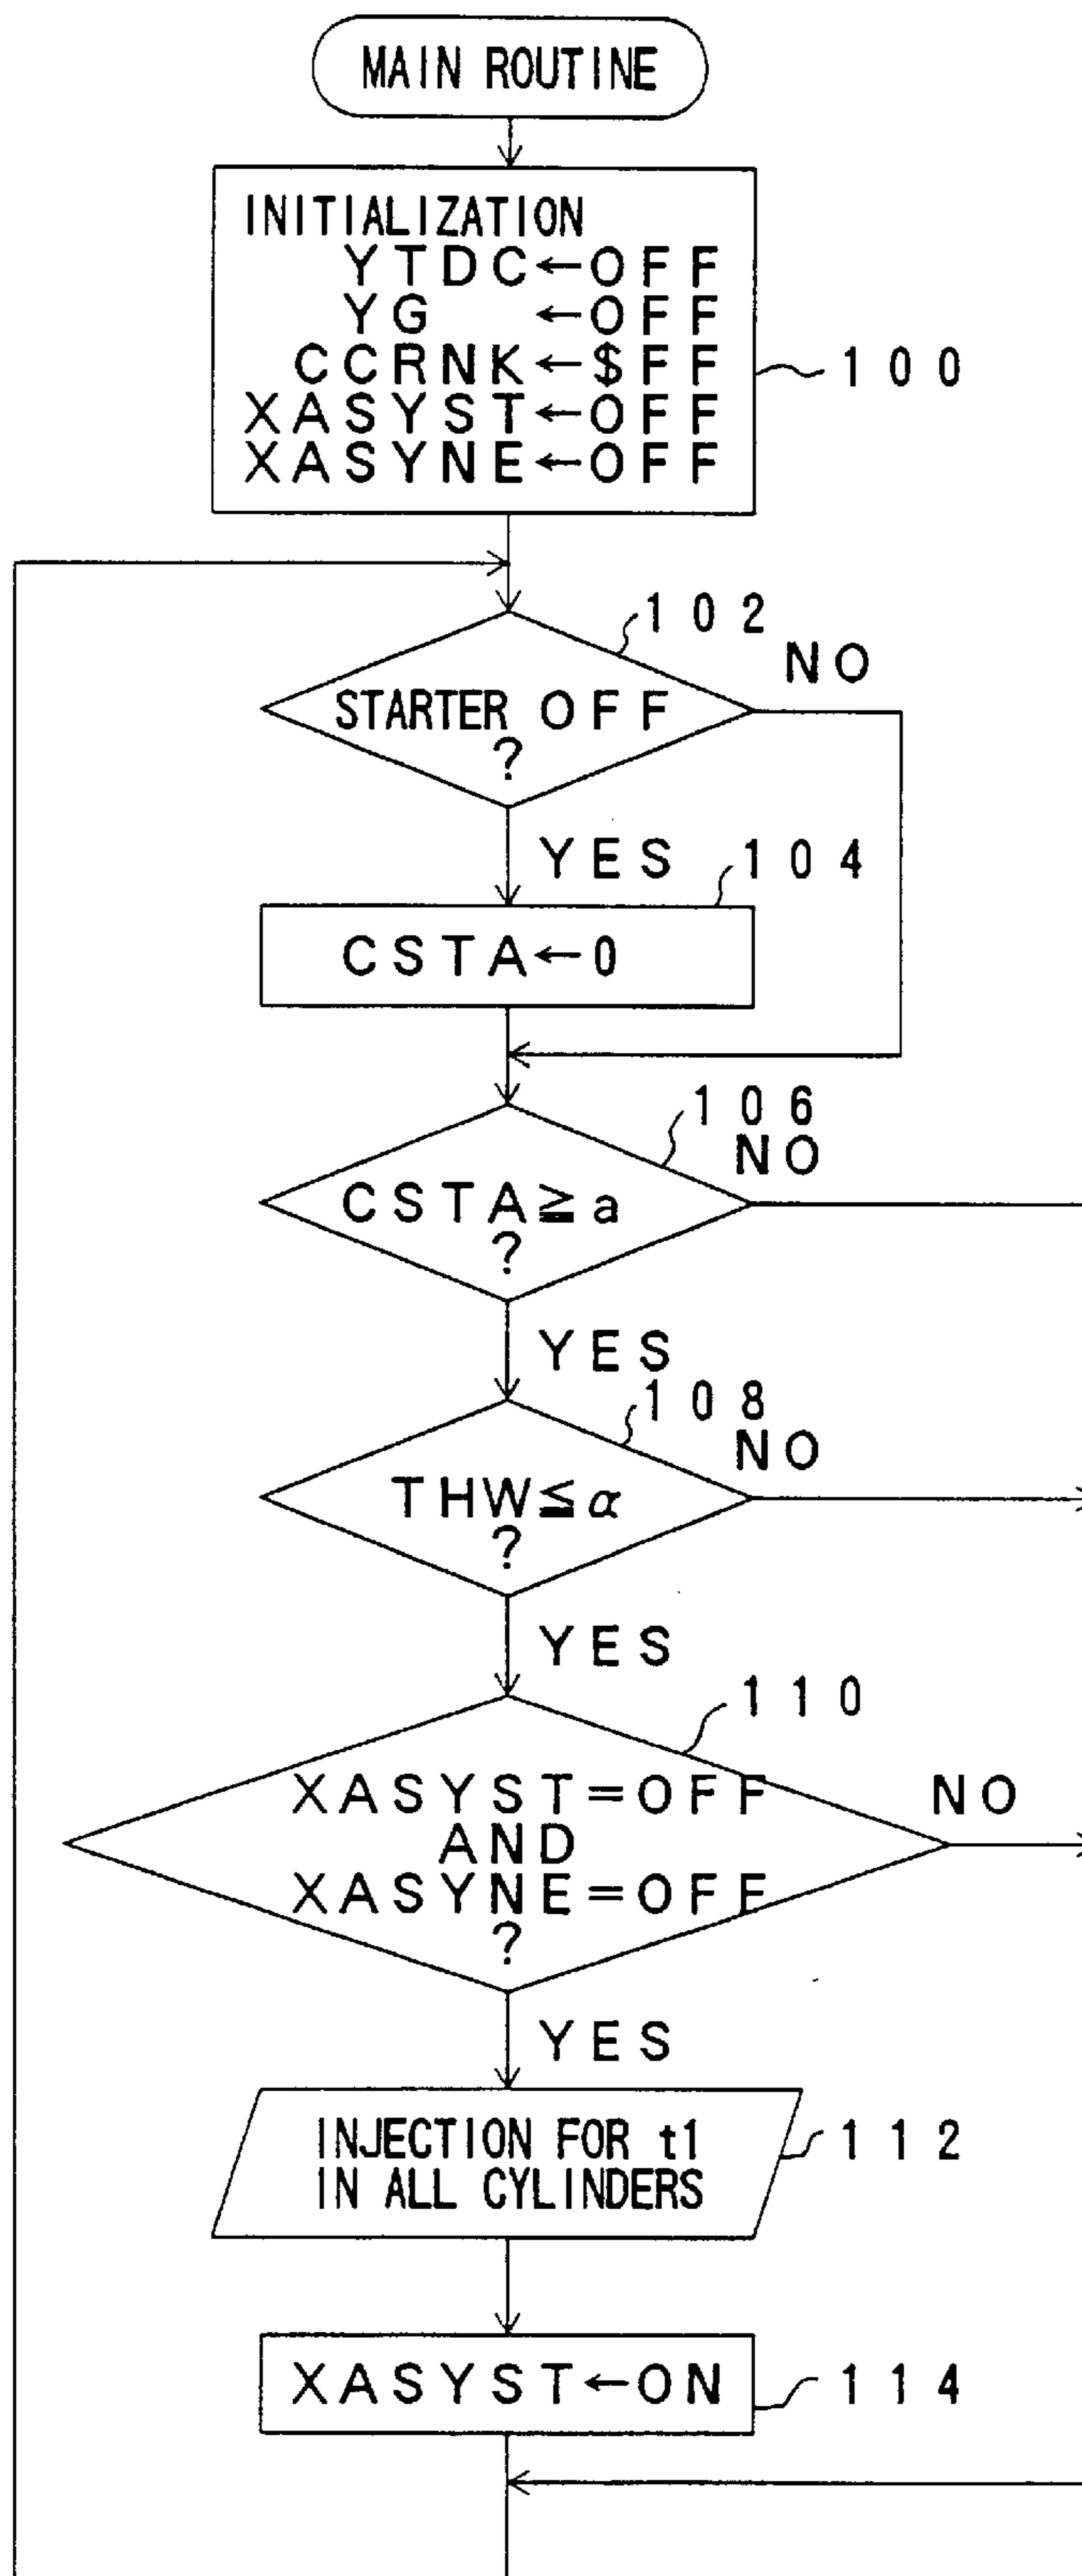 MAIN ROUTINE
INITIALIZATION
YTDC←OFF
YG ←OFF
CCRNK←$FF
XASYST←OFF
XASYNE←OFF
100
102
NO
STARTER OFF
?
YES
104
CSTA←0
106
NO
CSTA≧a
?
YES
108
NO
THW≦α
?
YES
110
XASYST=OFF
NO
AND
XASYNE=OFF
?
YES
INJECTION FOR t1
IN ALL CYLINDERS
112
XASYST←ON
114